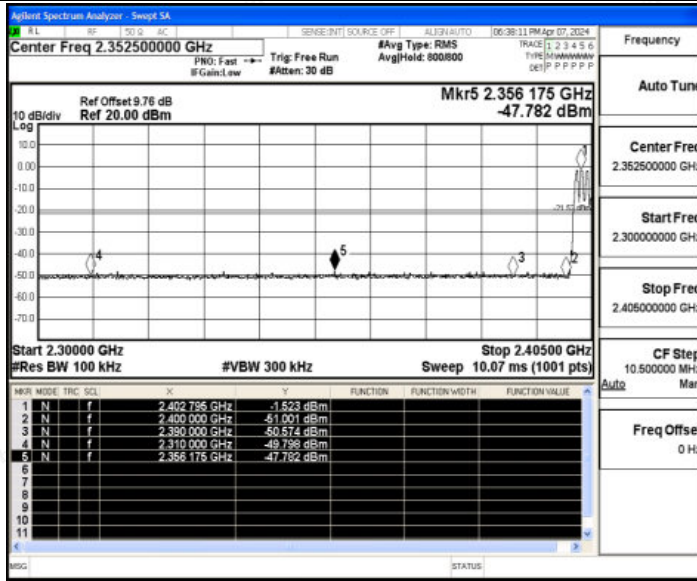 Agilent Spectrum Analyzer - Swept SA
RL RF 50 Ω AC SENSE:INT SOURCE OFF ALIGNAUTO 06:38:11 PM Apr 07, 2024
Center Freq 2.352500000 GHz
PNO: Fast Trig: Free Run
IFGain:Low #Atten: 30 dB
#Avg Type: RMS
Avg|Hold: 800/800
TRACE 1 2 3 4 5 6
TYPE
DET P P P P P P
Ref Offset 9.76 dB
10 dB/div Ref 20.00 dBm
Log
Mkr5 2.356 175 GHz
-47.782 dBm
10.0
0.00
-10.0
-20.0
-30.0
-40.0
-50.0
-60.0
-70.0
1
4
5
3
2
Start 2.30000 GHz Stop 2.40500 GHz
#Res BW 100 kHz #VBW 300 kHz Sweep 10.07 ms (1001 pts)
MKR MODE TRC SCL X Y FUNCTION FUNCTION WIDTH FUNCTION VALUE
1 N f 2.402 795 GHz -1.523 dBm
2 N f 2.400 000 GHz -51.001 dBm
3 N f 2.390 000 GHz -50.574 dBm
4 N f 2.310 000 GHz -49.798 dBm
5 N f 2.356 175 GHz -47.782 dBm
6
7
8
9
10
11
MSG STATUS
Frequency
Auto Tune
Center Freq
2.352500000 GHz
Start Freq
2.300000000 GHz
Stop Freq
2.405000000 GHz
CF Step
10.500000 MHz
Auto Man
Freq Offset
0 Hz